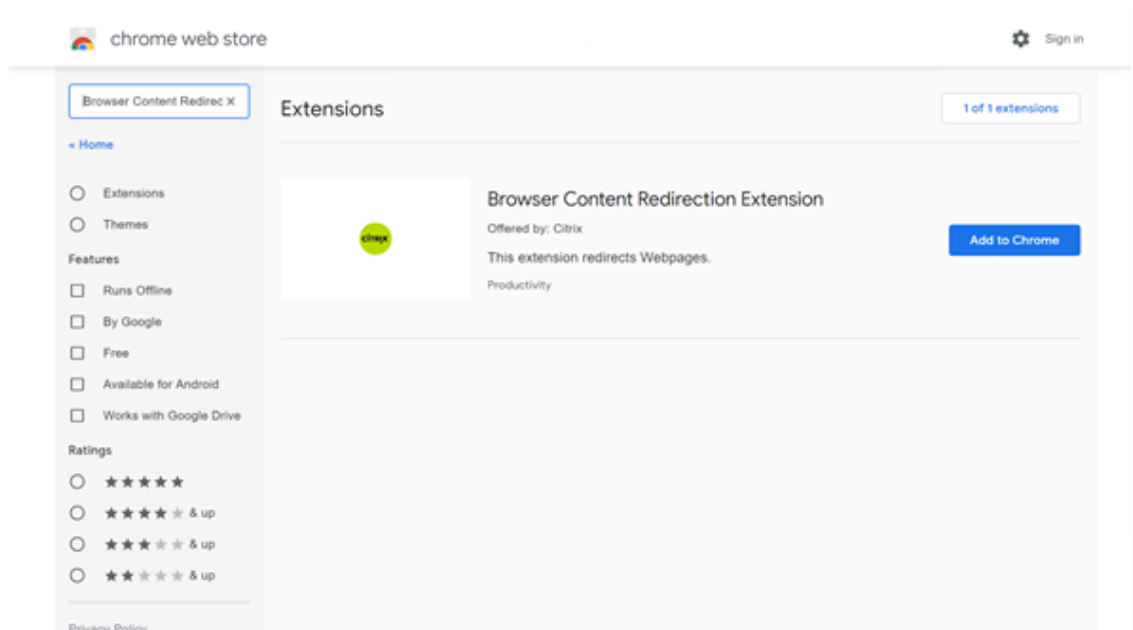 chrome web store
Sign in
Browser Content Redirec
« Home
Extensions
Themes
Features
Runs Offline
By Google
Free
Available for Android
Works with Google Drive
Ratings
& up
& up
& up
Privacy Policy
Extensions
1 of 1 extensions
citrix
Browser Content Redirection Extension
Offered by: Citrix
This extension redirects Webpages.
Productivity
Add to Chrome